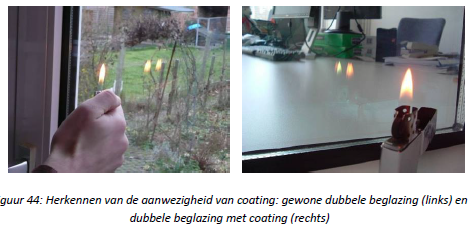 guur 44: Herkennen van de aanwezigheid van coating: gewone dubbele beglazing (links) en
dubbele beglazing met coating (rechts)